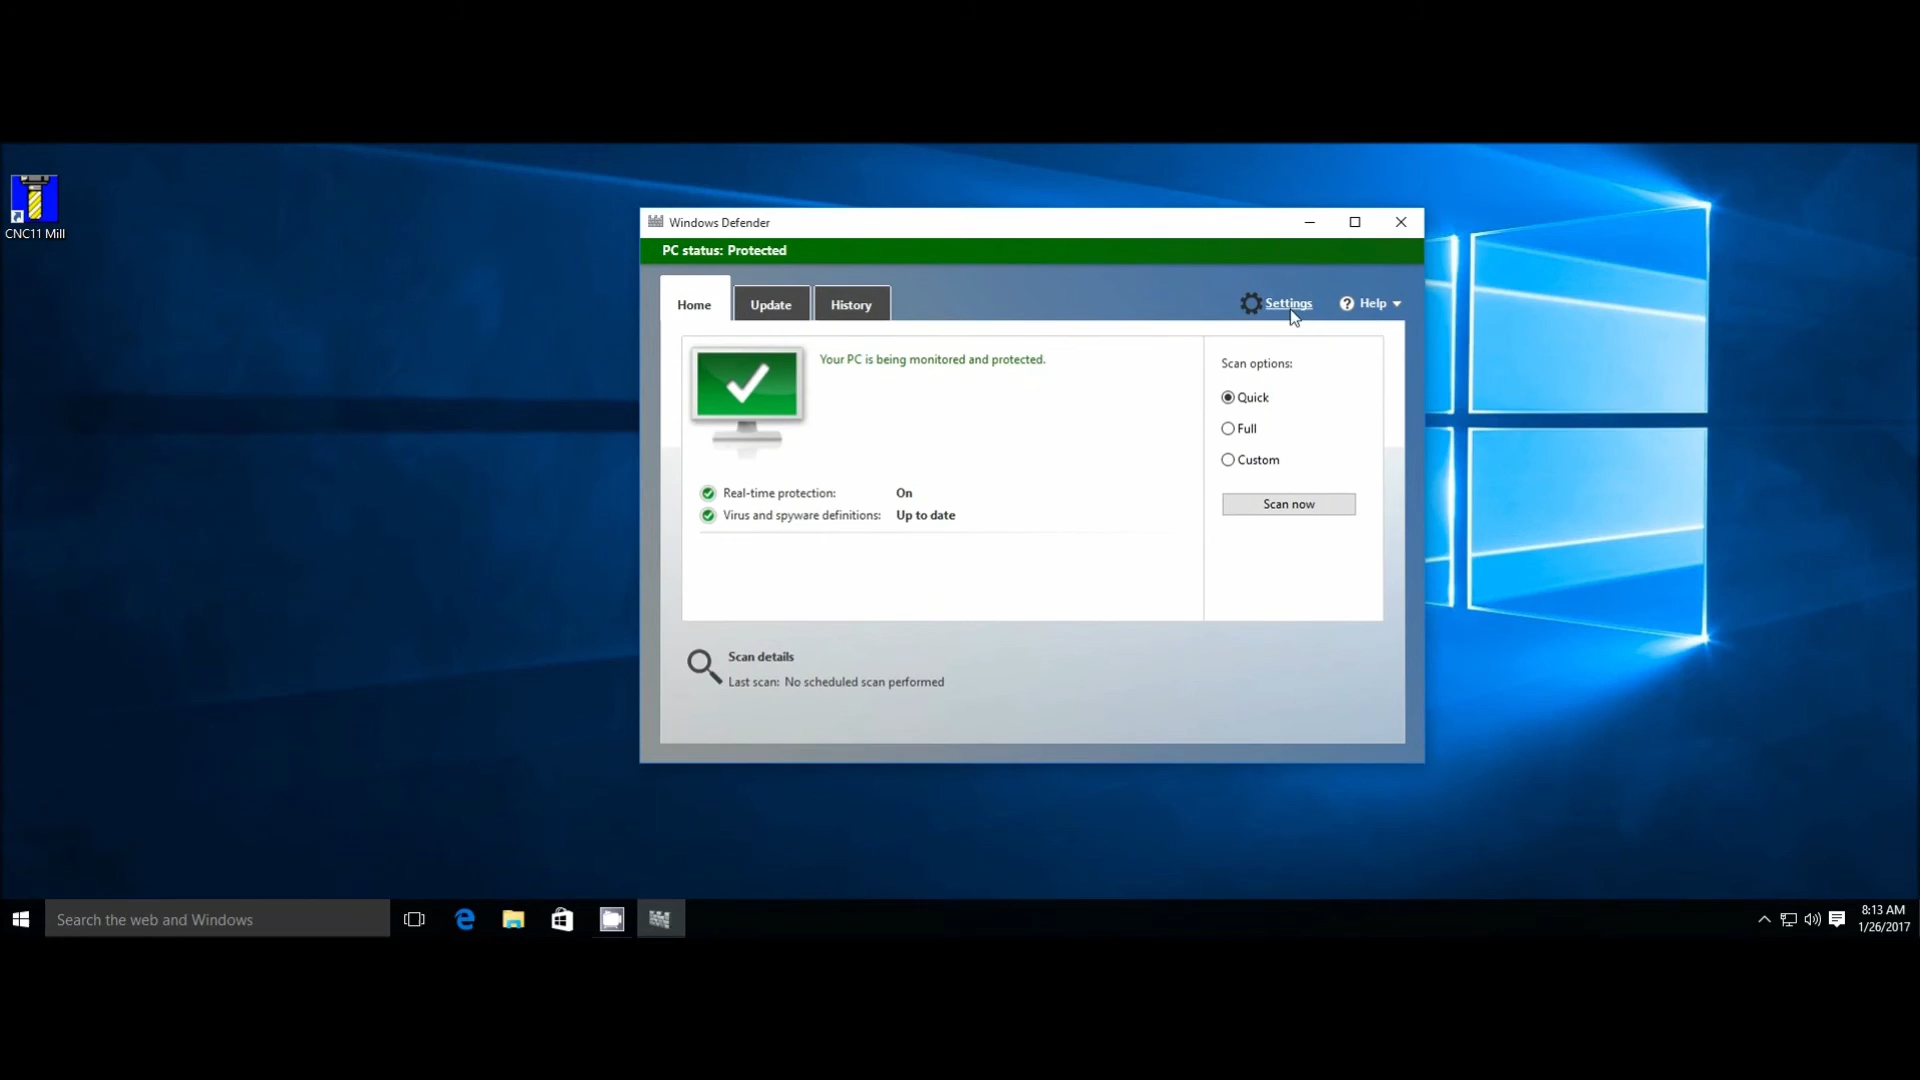 CNC11 Mill
Windows Defender
PC status: Protected
Home
Update
History
Settings
? Help
Your PC is being monitored and protected.
Scan options:
Quick
Full
Custom
Scan now
Real-time protection: On
Virus and spyware definitions: Up to date
Scan details
Last scan: No scheduled scan performed
Search the web and Windows
8:13 AM
1/26/2017